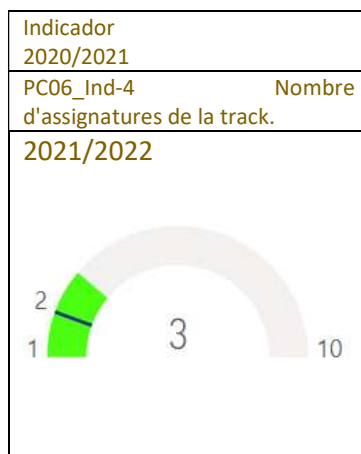 Indicador
2020/2021
PC06_Ind-4 Nombre
d'assignatures de la track.
2021/2022
2
1
3
10